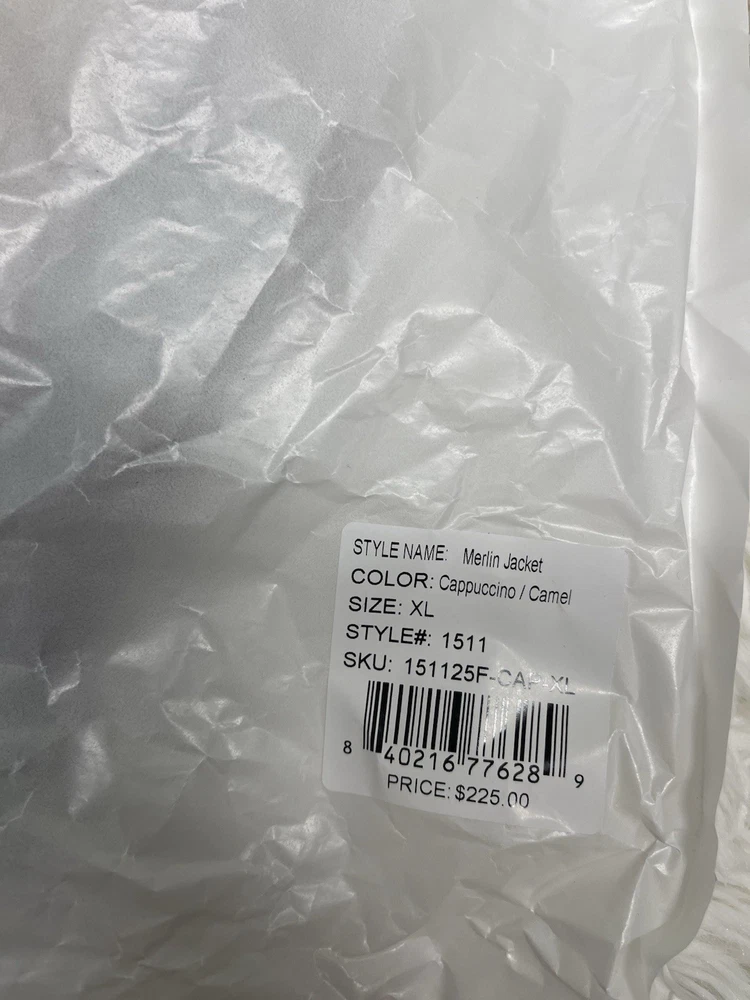 STYLE NAME: Merlin Jacket
COLOR: Cappuccino / Camel
SIZE: XL
STYLE#: 1511
SKU: 151125F-CAP-XL
8 40216 77628 9
PRICE: $225.00